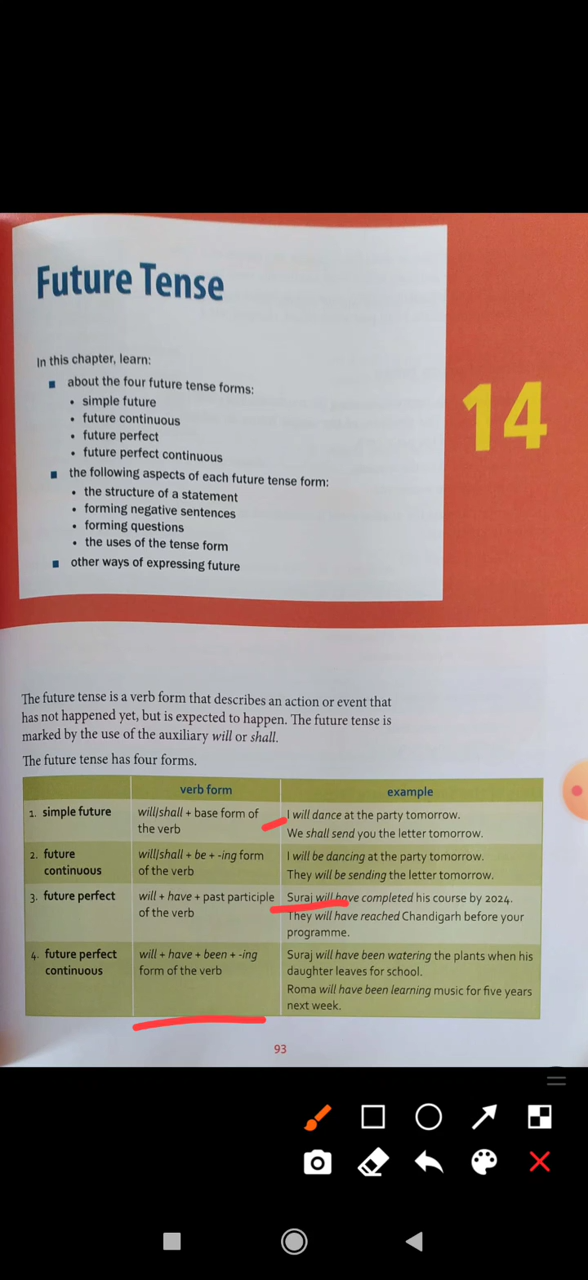 Future Tense
14
In this chapter, learn:
■ about the four future tense forms:
• simple future
• future continuous
• future perfect
• future perfect continuous
■ the following aspects of each future tense form:
• the structure of a statement
• forming negative sentences
• forming questions
• the uses of the tense form
■ other ways of expressing future
The future tense is a verb form that describes an action or event that
has not happened yet, but is expected to happen. The future tense is
marked by the use of the auxiliary will or shall.
The future tense has four forms.
verb form example
1. simple future will/shall + base form of I will dance at the party tomorrow.
the verb We shall send you the letter tomorrow.
2. future will/shall + be + -ing form I will be dancing at the party tomorrow.
continuous of the verb They will be sending the letter tomorrow.
3. future perfect will + have + past participle Suraj will have completed his course by 2024.
of the verb They will have reached Chandigarh before your
programme.
4. future perfect will + have + been + -ing Suraj will have been watering the plants when his
continuous form of the verb daughter leaves for school.
Roma will have been learning music for five years
next week.
93